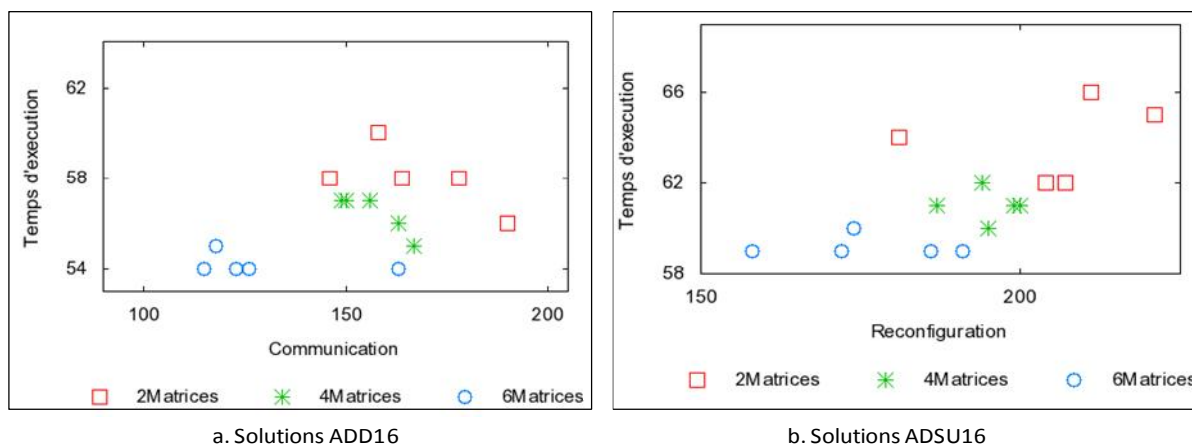 Temps d'execution
62
58
54
100 150 200
Communication
2Matrices 4Matrices 6Matrices
a. Solutions ADD16
Temps d'execution
66
62
58
150 200
Reconfiguration
2Matrices 4Matrices 6Matrices
b. Solutions ADSU16